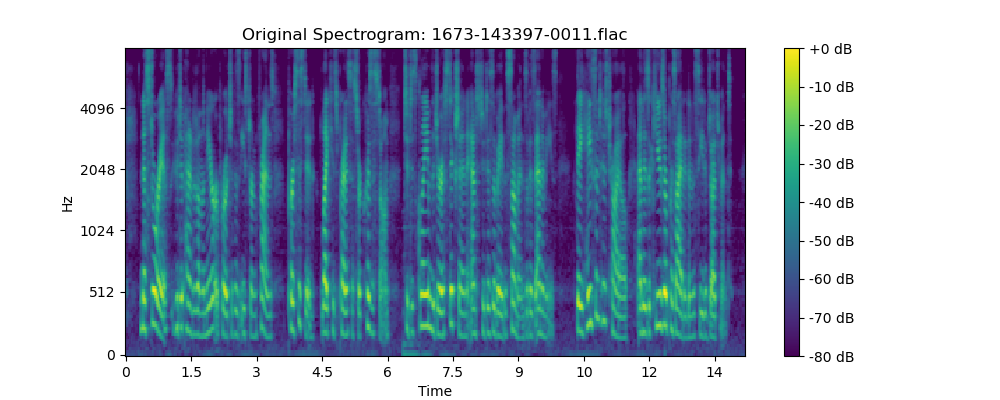 Original Spectrogram: 1673-143397-0011.flac
Hz
4096
2048
1024
512
0
0 1.5 3 4.5 6 7.5 9 10 12 14
Time
+0 dB
-10 dB
-20 dB
-30 dB
-40 dB
-50 dB
-60 dB
-70 dB
-80 dB